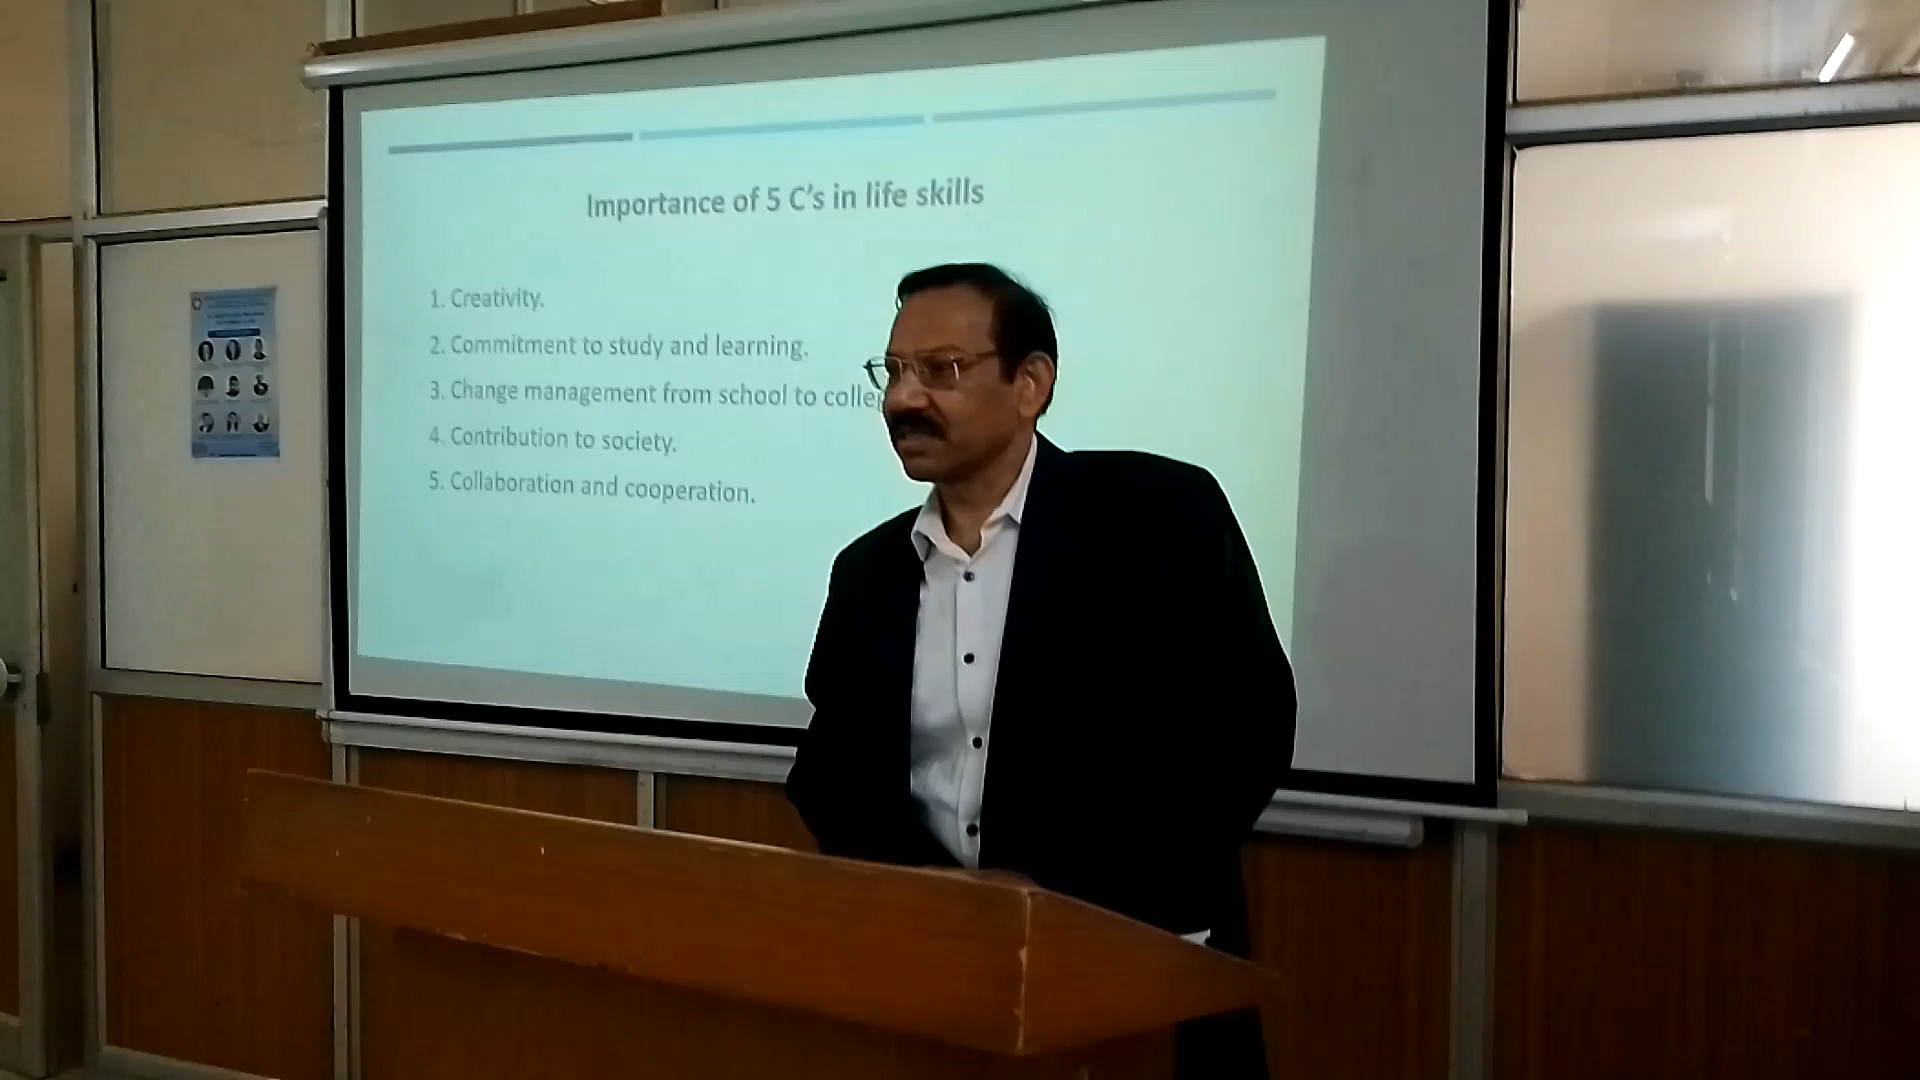 Importance of 5 C's in life skills
1. Creativity.
2. Commitment to study and learning.
3. Change management from school to colle
4. Contribution to society.
5. Collaboration and cooperation.